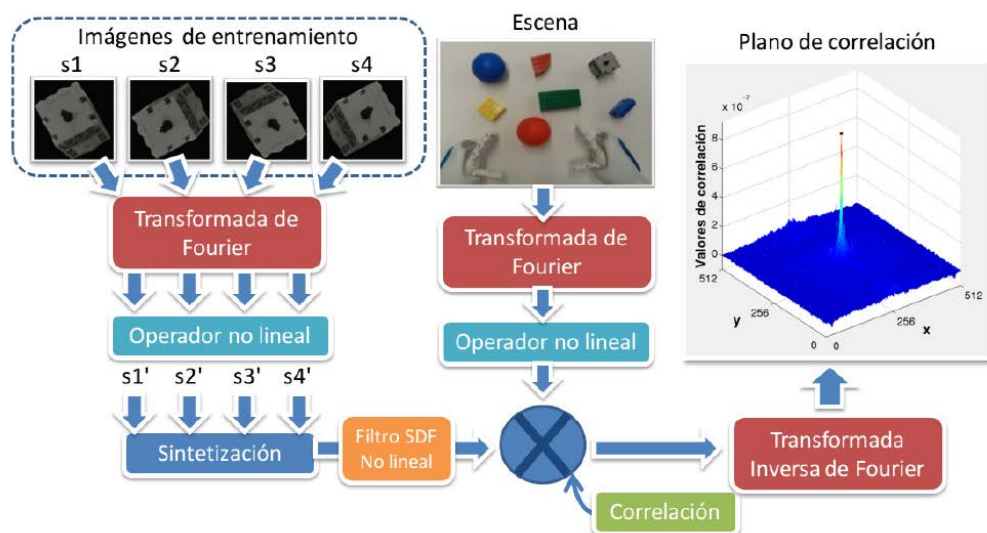 Imágenes de entrenamiento
s1 s2 s3 s4
Transformada de
Fourier
Operador no lineal
s1' s2' s3' s4'
Sintetización
Filtro SDF
No lineal
Escena
Transformada de
Fourier
Operador no lineal
Correlación
Transformada
Inversa de Fourier
Plano de correlación
x 10⁻⁷
Valores de correlación
8
6
4
2
0
512
y
256
0
0
256
x
512